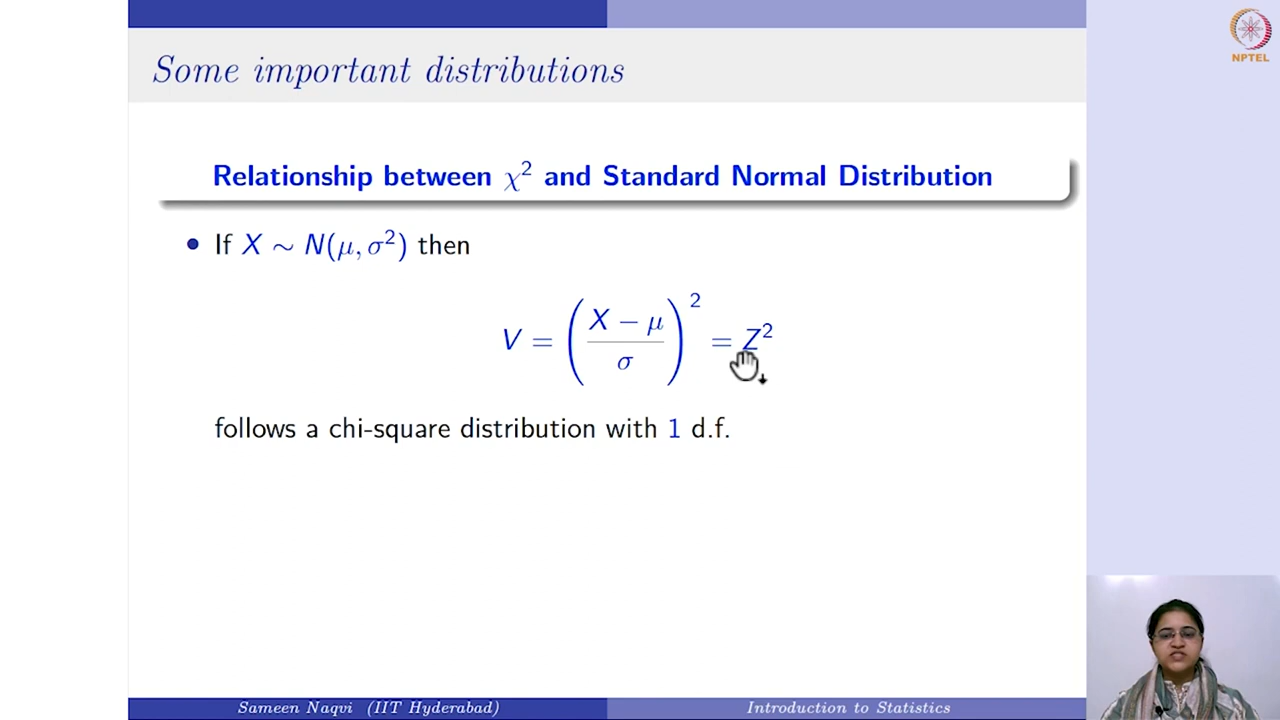 NPTEL
Some important distributions
Relationship between χ² and Standard Normal Distribution
• If X ∼ N(μ, σ²) then
V = ((X − μ)/σ)² = Z²
follows a chi-square distribution with 1 d.f.
Sameen Naqvi (IIT Hyderabad) Introduction to Statistics